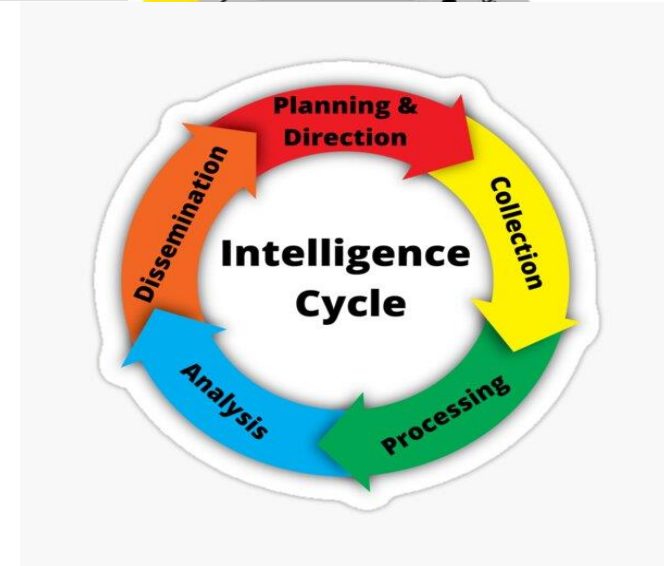 Planning &
Direction
Collection
Processing
Analysis
Dissemination
Intelligence
Cycle